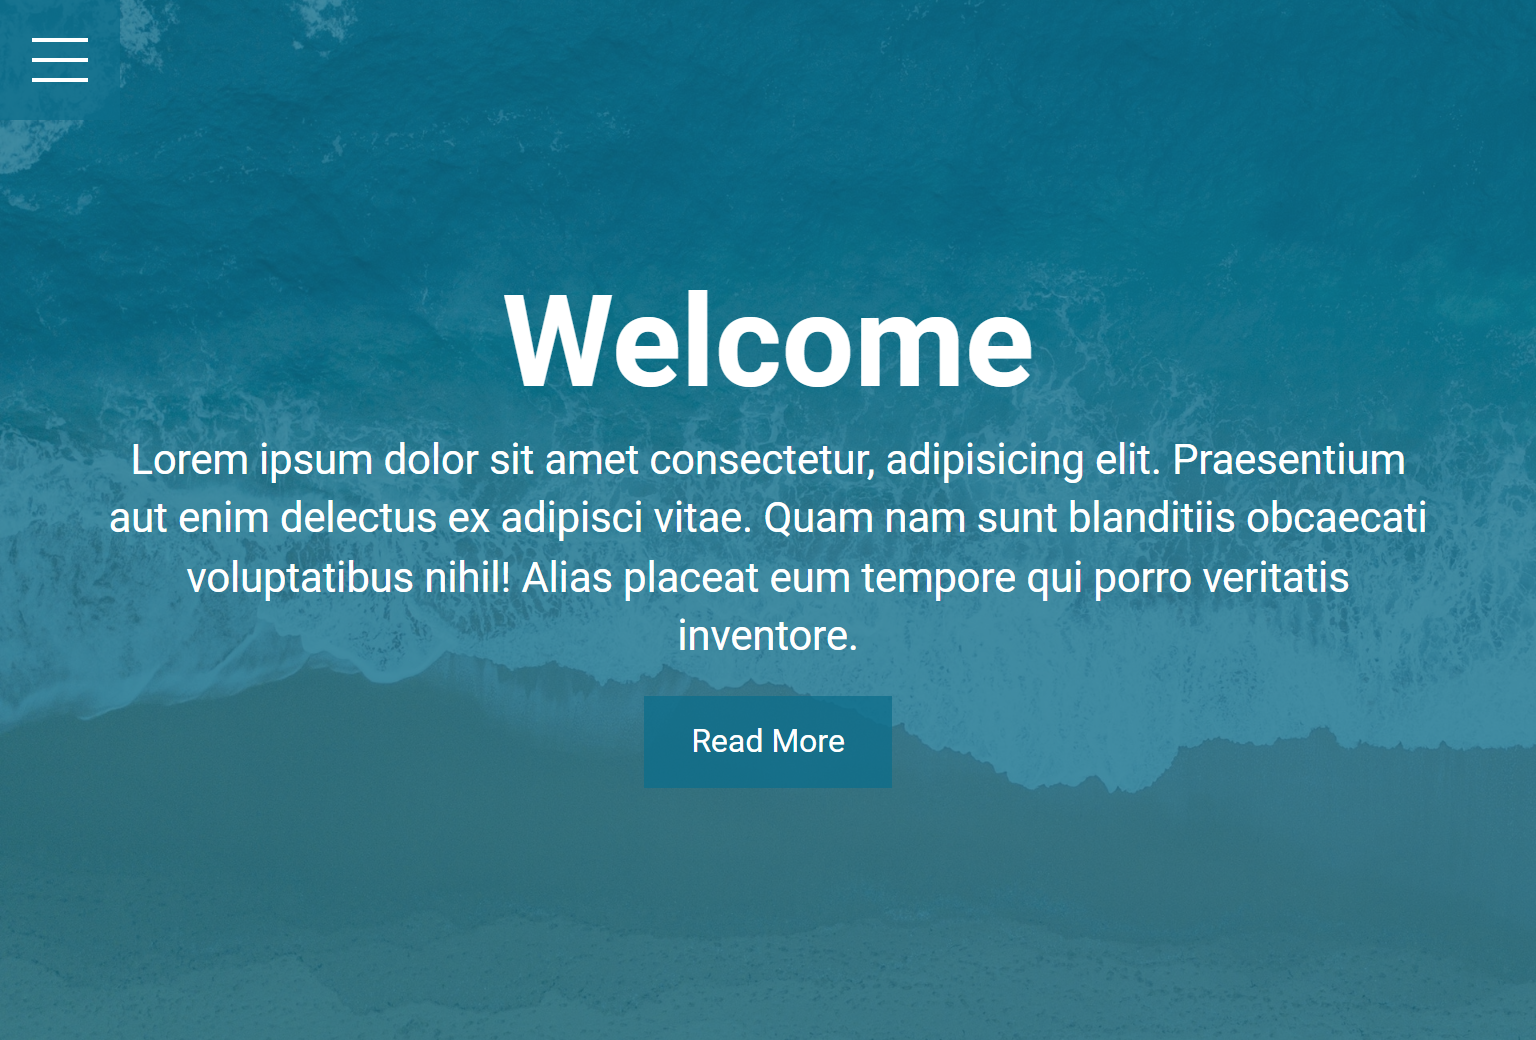 Welcome
Lorem ipsum dolor sit amet consectetur, adipisicing elit. Praesentium
aut enim delectus ex adipisci vitae. Quam nam sunt blanditiis obcaecati
voluptatibus nihil! Alias placeat eum tempore qui porro veritatis
inventore.
Read More